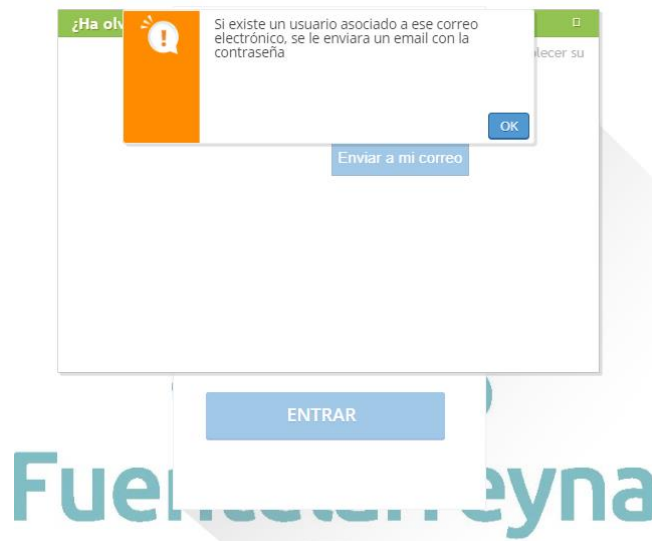 ¿Ha olv
Si existe un usuario asociado a ese correo
electrónico, se le enviara un email con la
contraseña
lecer su
OK
Enviar a mi correo
ENTRAR